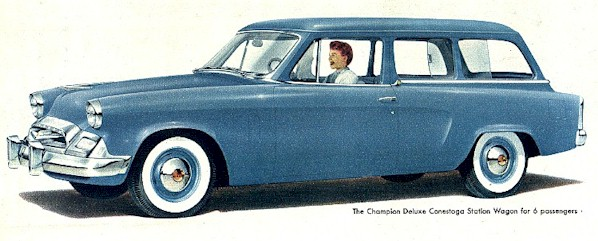 The Champion Deluxe Conestoga Station Wagon for 6 passengers.